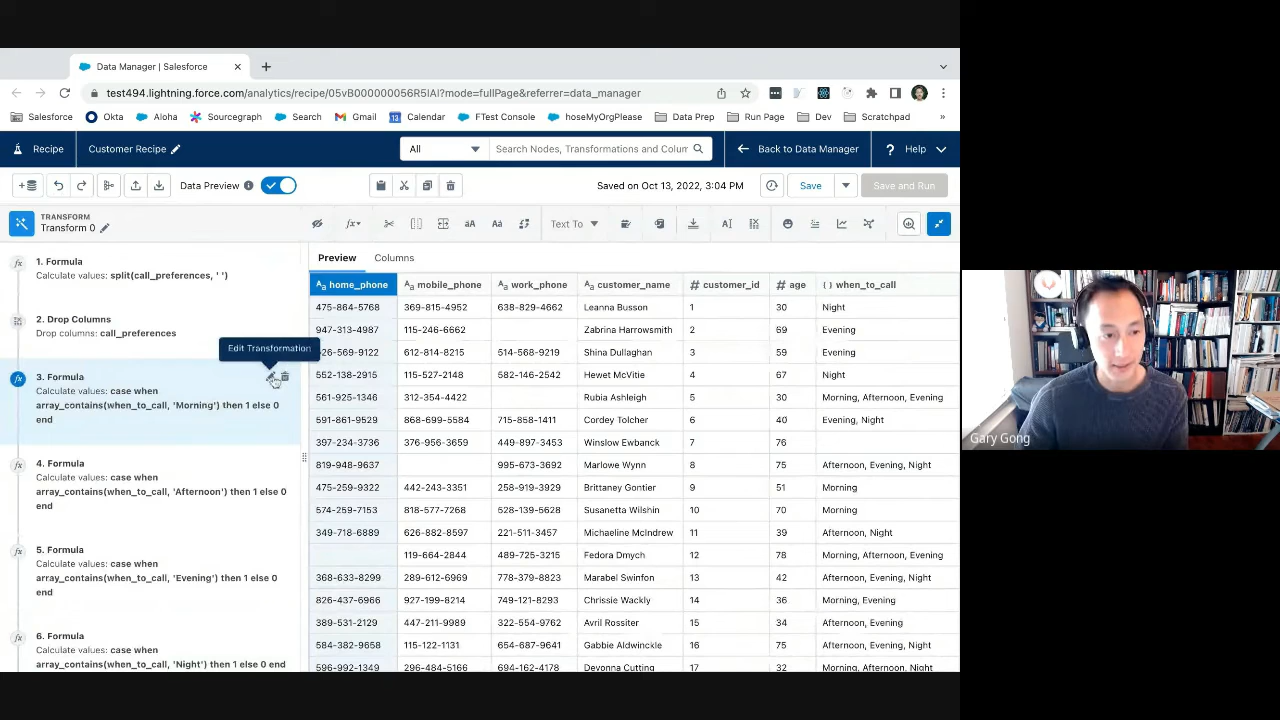 Data Manager | Salesforce
test494.lightning.force.com/analytics/recipe/05vB000000056R5IAI?mode=fullPage&referrer=data_manager
Salesforce Okta Aloha Sourcegraph Search Gmail Calendar FTest Console hoseMyOrgPlease Data Prep Run Page Dev Scratchpad »
Recipe Customer Recipe All Search Nodes, Transformations and Colum Back to Data Manager ? Help
Data Preview Saved on Oct 13, 2022, 3:04 PM Save Save and Run
TRANSFORM
Transform 0
Text To
1. Formula
Calculate values: split(call_preferences, ' ')
2. Drop Columns
Drop columns: call_preferences
Edit Transformation
3. Formula
Calculate values: case when
array_contains(when_to_call, 'Morning') then 1 else 0
end
4. Formula
Calculate values: case when
array_contains(when_to_call, 'Afternoon') then 1 else 0
end
5. Formula
Calculate values: case when
array_contains(when_to_call, 'Evening') then 1 else 0
end
6. Formula
Calculate values: case when
array_contains(when_to_call, 'Night') then 1 else 0 end
Preview Columns
home_phone mobile_phone work_phone customer_name # customer_id # age when_to_call
475-864-5768 369-815-4952 638-829-4662 Leanna Busson 1 30 Night
947-313-4987 115-246-6662 Zabrina Harrowsmith 2 69 Evening
26-569-9122 612-814-8215 514-568-9219 Shina Dullaghan 3 59 Evening
552-138-2915 115-527-2148 582-146-2542 Hewet McVitie 4 67 Night
561-925-1346 312-354-4422 Rubia Ashleigh 5 30 Morning, Afternoon, Evening
591-861-9529 868-699-5584 715-858-1411 Cordey Tolcher 6 40 Evening, Night
397-234-3736 376-956-3659 449-897-3453 Winslow Ewbanck 7 76
819-948-9637 995-673-3692 Marlowe Wynn 8 75 Afternoon, Evening, Night
475-259-9322 442-243-3351 258-919-3929 Brittaney Gontier 9 51 Morning
574-259-7153 818-577-7268 528-139-5628 Susanetta Wilshin 10 70 Morning
349-718-6889 626-882-8597 221-511-3457 Michaeline McIndrew 11 39 Afternoon, Night
119-664-2844 489-725-3215 Fedora Dmych 12 78 Morning, Afternoon, Evening
368-633-8299 289-612-6969 778-379-8823 Marabel Swinfon 13 42 Afternoon, Evening, Night
826-437-6966 927-199-8214 749-121-8293 Chrissie Wackly 14 36 Morning, Evening
389-531-2129 447-211-9989 322-554-9762 Avril Rossiter 15 34 Afternoon, Evening
584-382-9658 115-122-1131 654-687-9641 Gabbie Aldwinckle 16 75 Afternoon, Evening, Night
596-992-1349 296-484-5166 694-162-4178 Devonna Cutting 17 32 Morning, Afternoon, Night
Gary Gong